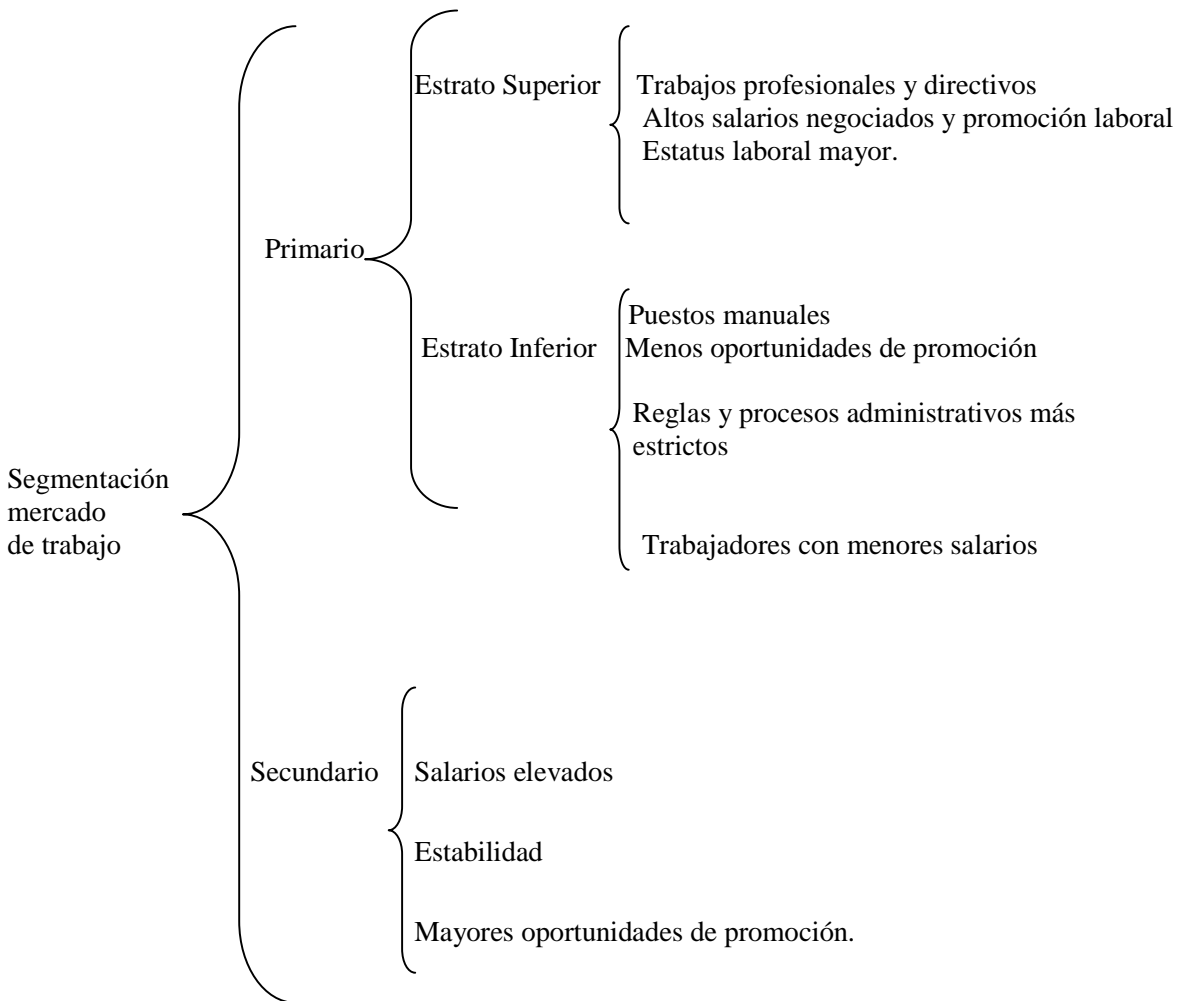 Segmentación
mercado
de trabajo
Primario
Estrato Superior
Trabajos profesionales y directivos
Altos salarios negociados y promoción laboral
Estatus laboral mayor.
Estrato Inferior
Puestos manuales
Menos oportunidades de promoción
Reglas y procesos administrativos más
estrictos
Trabajadores con menores salarios
Secundario
Salarios elevados
Estabilidad
Mayores oportunidades de promoción.